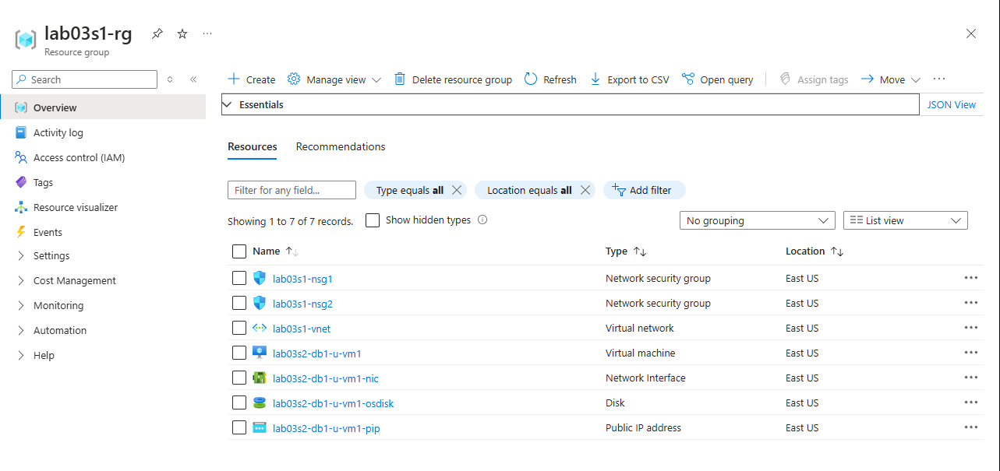 lab03s1-rg
Resource group
Search
Overview
Activity log
Access control (IAM)
Tags
Resource visualizer
Events
Settings
Cost Management
Monitoring
Automation
Help
Create Manage view Delete resource group Refresh Export to CSV Open query Assign tags Move
Essentials JSON View
Resources Recommendations
Filter for any field... Type equals all Location equals all Add filter
Showing 1 to 7 of 7 records. Show hidden types No grouping List view
Name Type Location
lab03s1-nsg1 Network security group East US
lab03s1-nsg2 Network security group East US
lab03s1-vnet Virtual network East US
lab03s2-db1-u-vm1 Virtual machine East US
lab03s2-db1-u-vm1-nic Network Interface East US
lab03s2-db1-u-vm1-osdisk Disk East US
lab03s2-db1-u-vm1-pip Public IP address East US